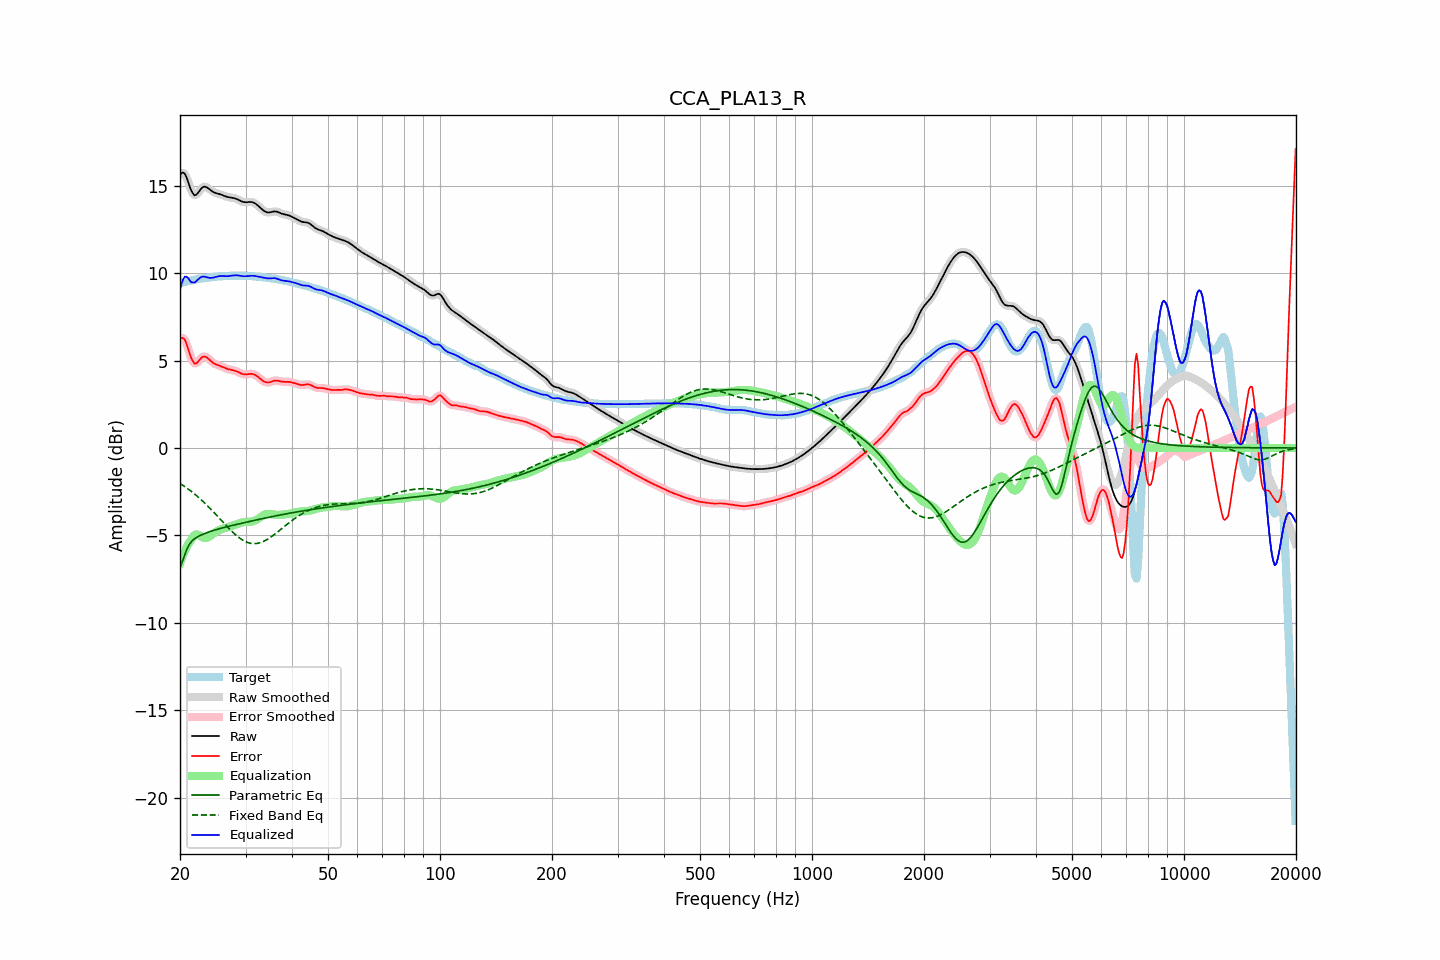 CCA_PLA13_R
Amplitude (dBr)
15
10
5
0
−5
−10
−15
−20
Target
Raw Smoothed
Error Smoothed
Raw
Error
Equalization
Parametric Eq
Fixed Band Eq
Equalized
20
50
100
200
500
1000
2000
5000
10000
20000
Frequency (Hz)